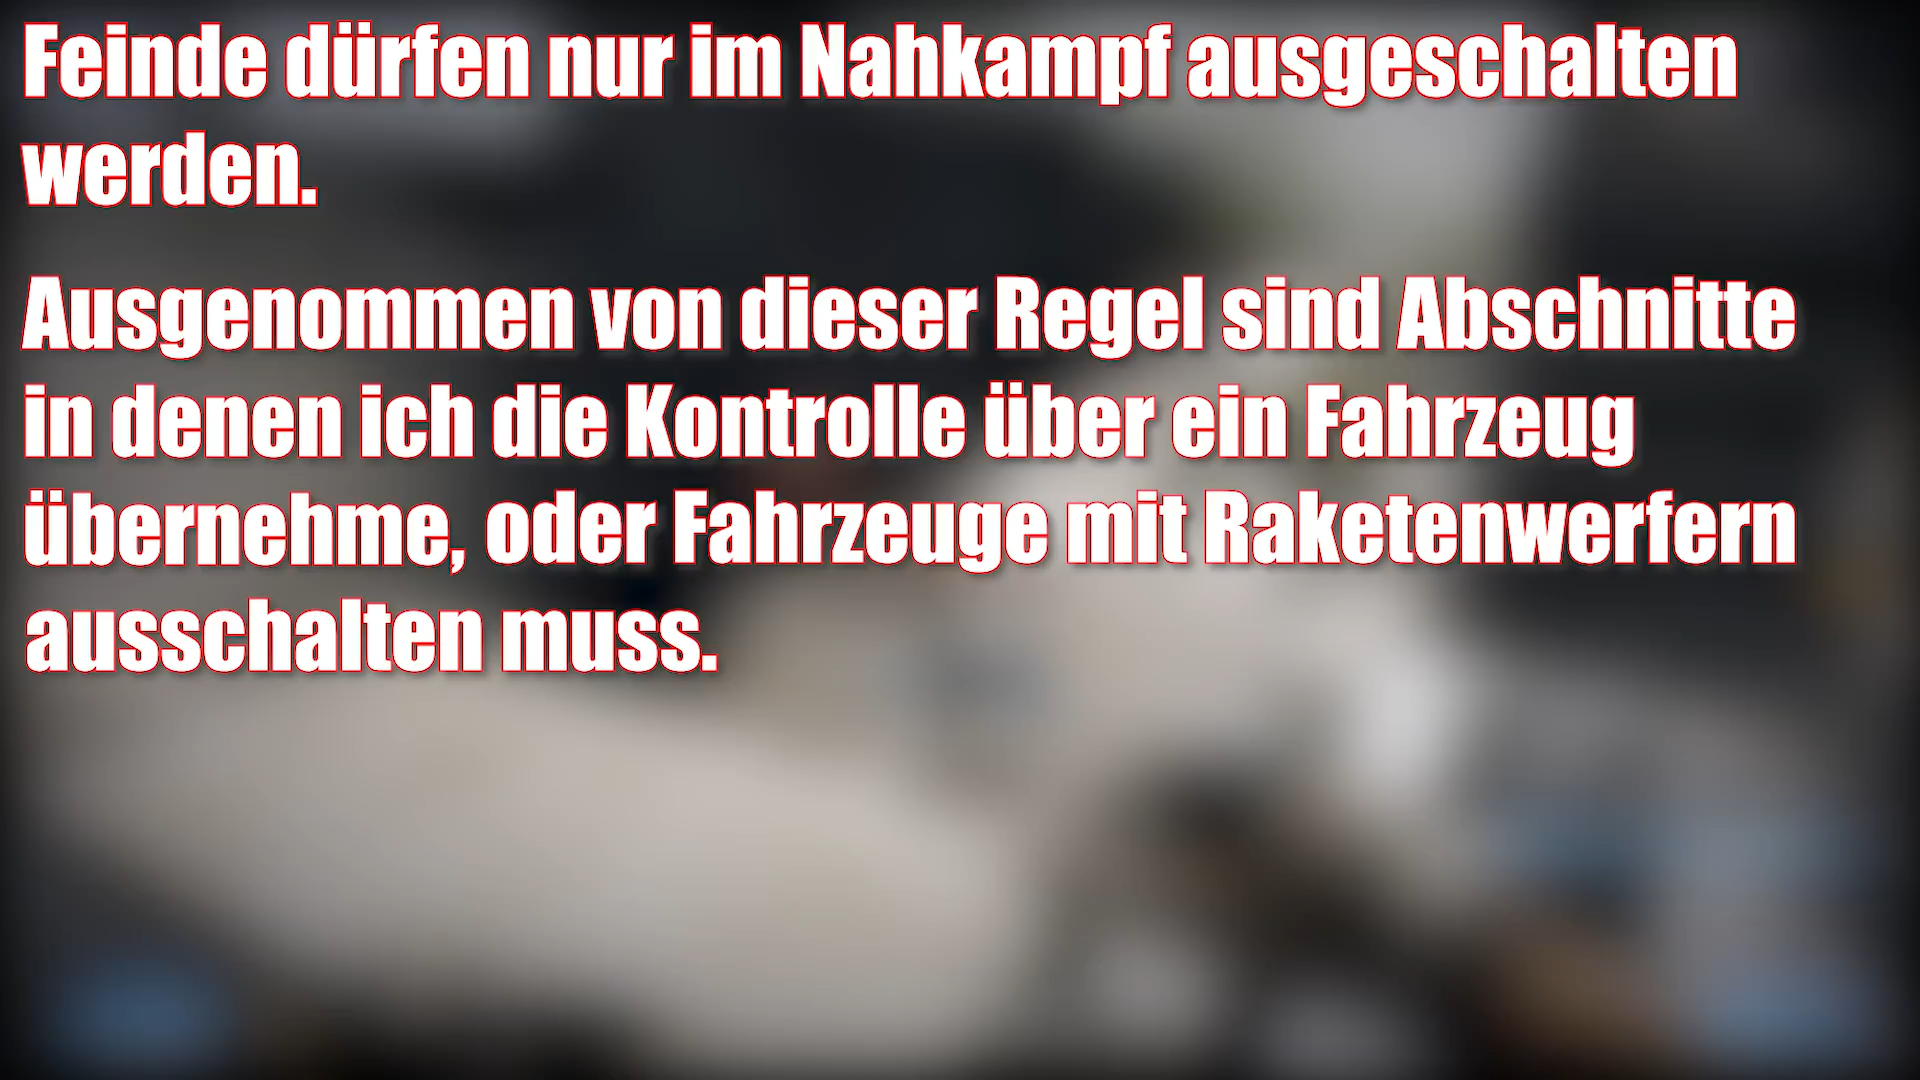 Feinde dürfen nur im Nahkampf ausgeschalten
werden.
Ausgenommen von dieser Regel sind Abschnitte
in denen ich die Kontrolle über ein Fahrzeug
übernehme, oder Fahrzeuge mit Raketenwerfern
ausschalten muss.